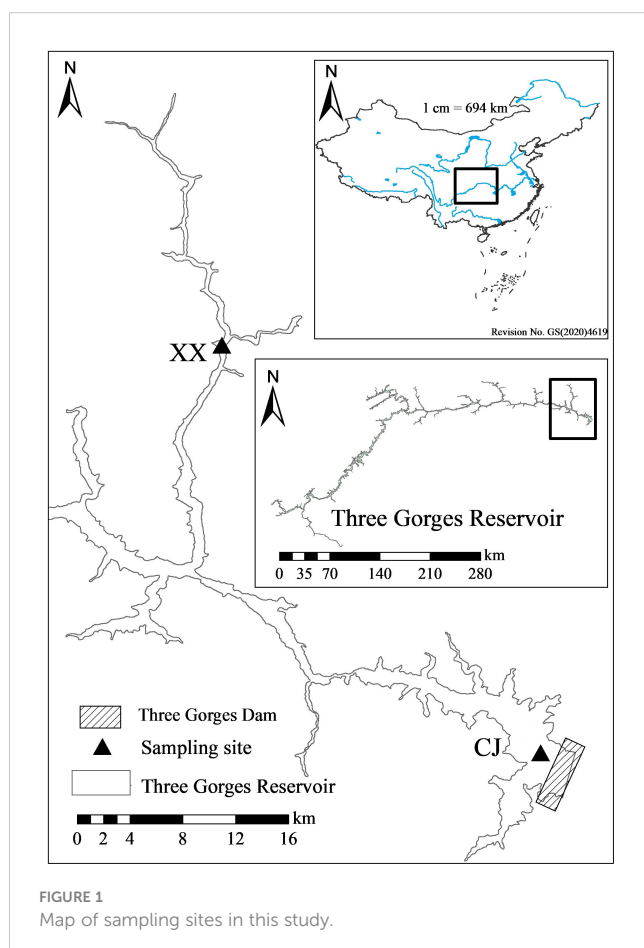 N
N
1 cm = 694 km
Revision No. GS(2020)4619
XX
N
Three Gorges Reservoir
km
0 35 70 140 210 280
Three Gorges Dam
Sampling site
CJ
Three Gorges Reservoir
km
0 2 4 8 12 16
FIGURE 1
Map of sampling sites in this study.